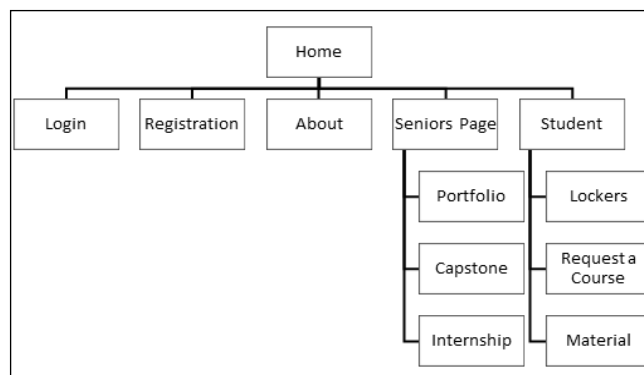 Home
Login
Registration
About
Seniors Page
Student
Portfolio
Lockers
Capstone
Request a
Course
Internship
Material